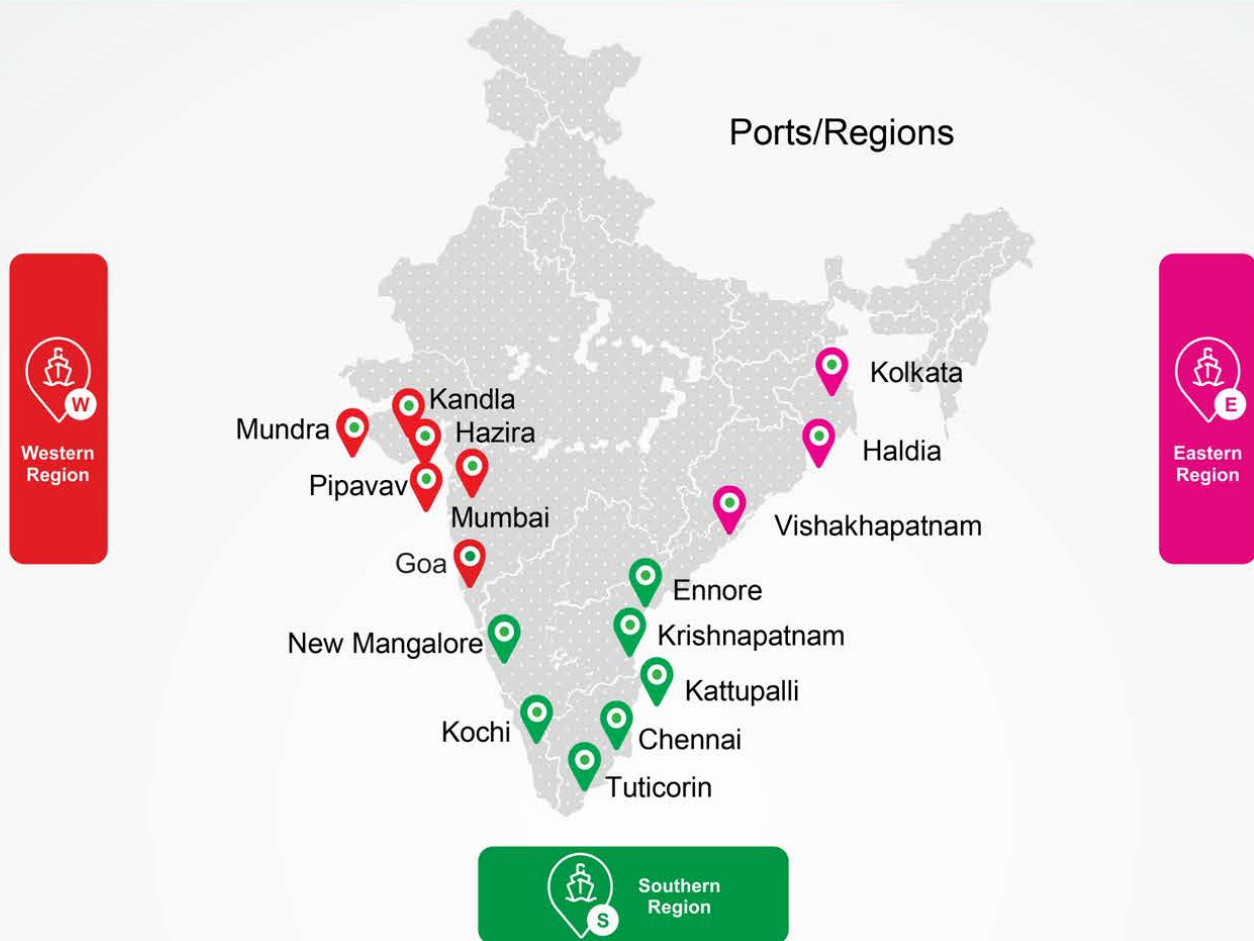 Ports/Regions
W
Western
Region
E
Eastern
Region
Kolkata
Kandla
Mundra
Hazira
Haldia
Pipavav
Mumbai
Vishakhapatnam
Goa
Ennore
Krishnapatnam
New Mangalore
Kattupalli
Kochi
Chennai
Tuticorin
S
Southern
Region